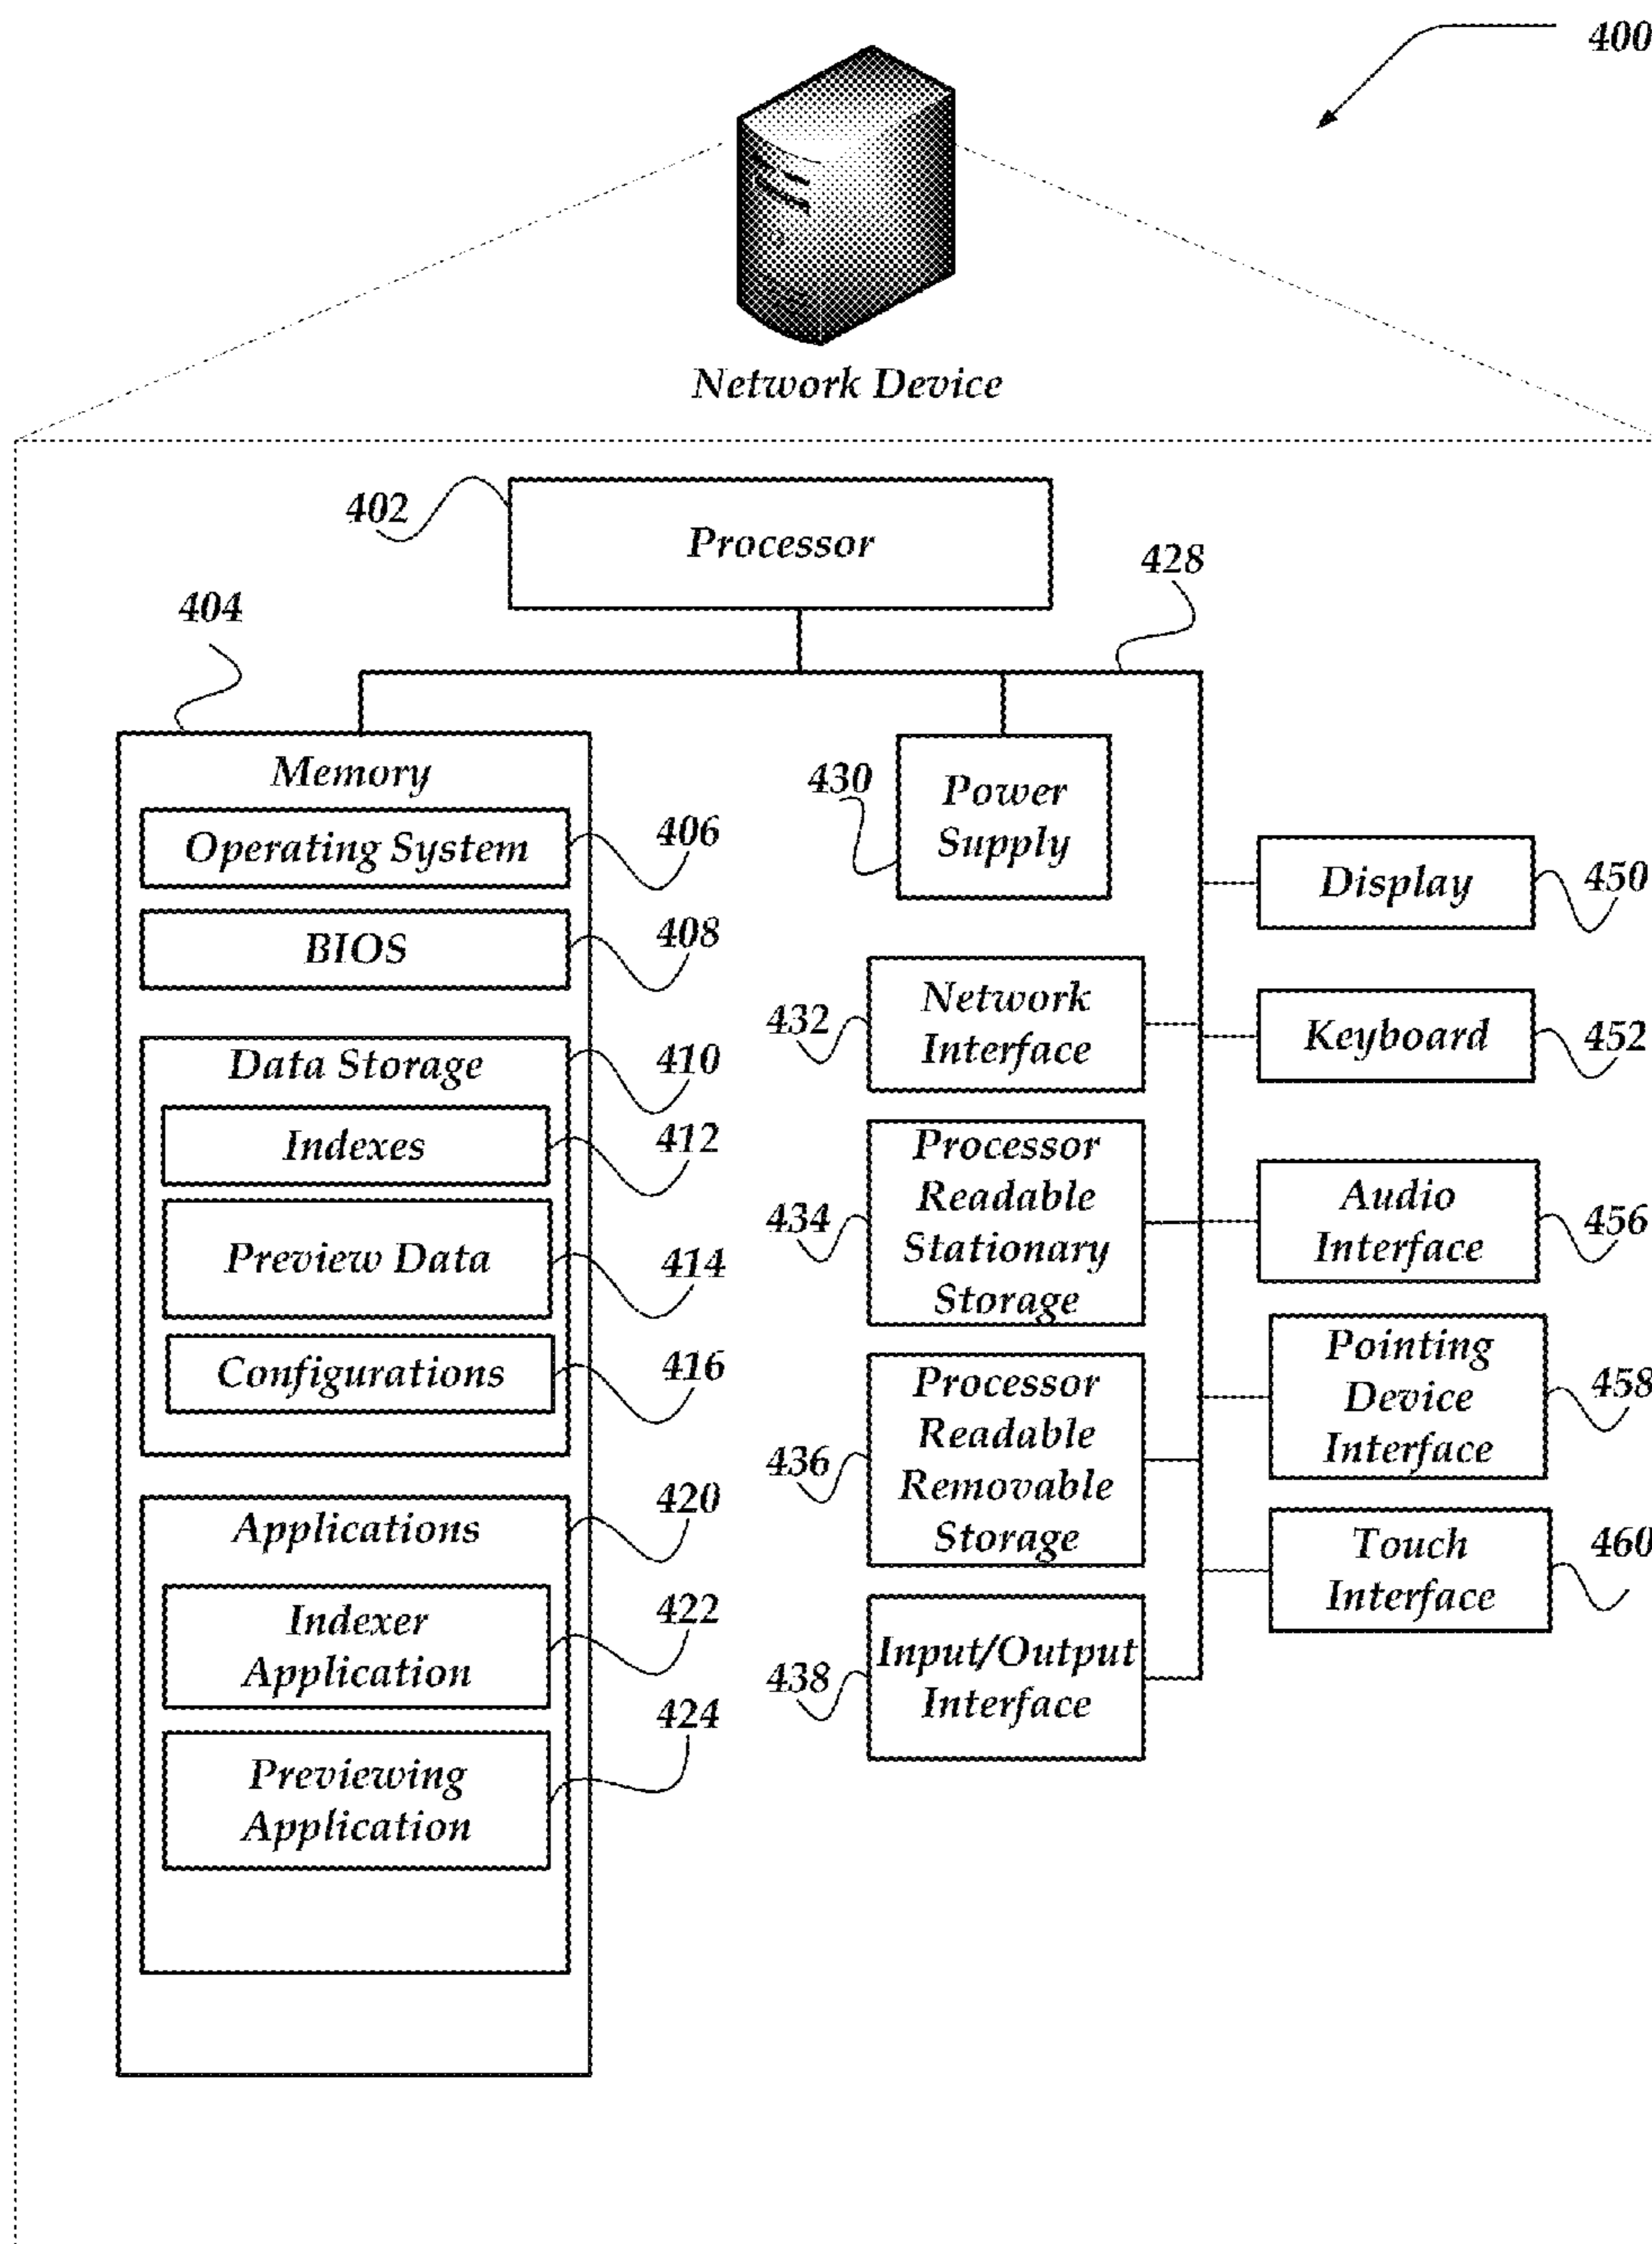 400
Network Device
402
Processor
428
404
Memory
Operating System
406
BIOS
408
Data Storage
410
Indexes
412
Preview Data
414
Configurations
416
Applications
420
Indexer
Application
422
Previewing
Application
424
430
Power
Supply
432
Network
Interface
434
Processor
Readable
Stationary
Storage
436
Processor
Readable
Removable
Storage
438
Input/Output
Interface
Display
450
Keyboard
452
Audio
Interface
456
Pointing
Device
Interface
458
Touch
Interface
460